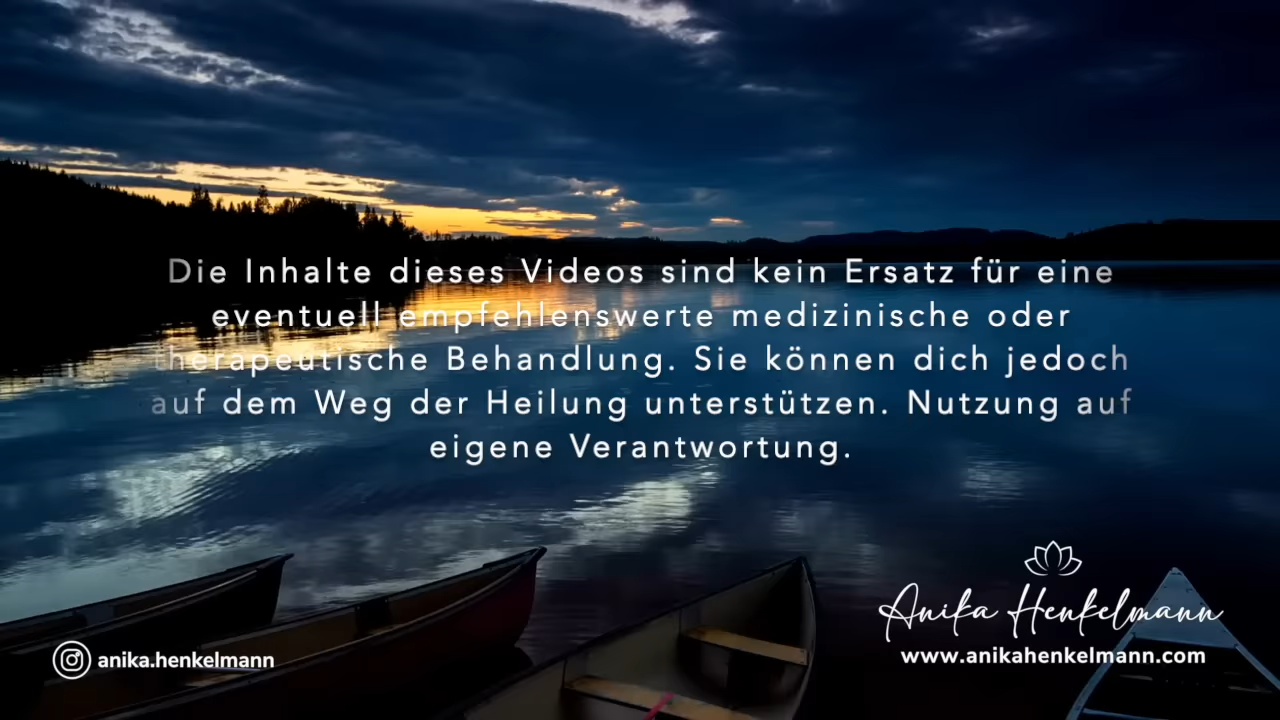 Die Inhalte dieses Videos sind kein Ersatz für eine
eventuell empfehlenswerte medizinische oder
therapeutische Behandlung. Sie können dich jedoch
auf dem Weg der Heilung unterstützen. Nutzung auf
eigene Verantwortung.
Anika Henkelmann
www.anikahenkelmann.com
anika.henkelmann